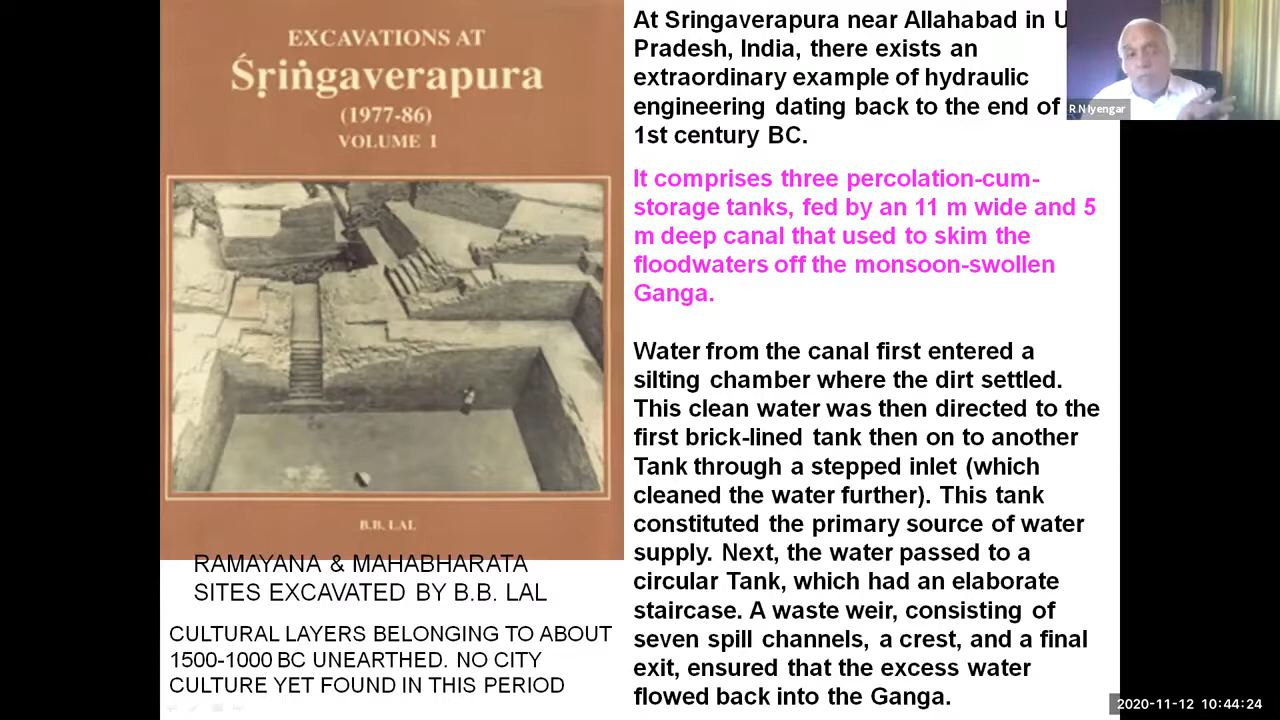 EXCAVATIONS AT
Śṛiṅgaverapura
(1977-86)
VOLUME I
B.B. LAL
RAMAYANA & MAHABHARATA
SITES EXCAVATED BY B.B. LAL
CULTURAL LAYERS BELONGING TO ABOUT
1500-1000 BC UNEARTHED. NO CITY
CULTURE YET FOUND IN THIS PERIOD
At Sringaverapura near Allahabad in U
Pradesh, India, there exists an
extraordinary example of hydraulic
engineering dating back to the end of
1st century BC.
It comprises three percolation-cum-
storage tanks, fed by an 11 m wide and 5
m deep canal that used to skim the
floodwaters off the monsoon-swollen
Ganga.
Water from the canal first entered a
silting chamber where the dirt settled.
This clean water was then directed to the
first brick-lined tank then on to another
Tank through a stepped inlet (which
cleaned the water further). This tank
constituted the primary source of water
supply. Next, the water passed to a
circular Tank, which had an elaborate
staircase. A waste weir, consisting of
seven spill channels, a crest, and a final
exit, ensured that the excess water
flowed back into the Ganga.
R N Iyengar
2020-11-12 10:44:24